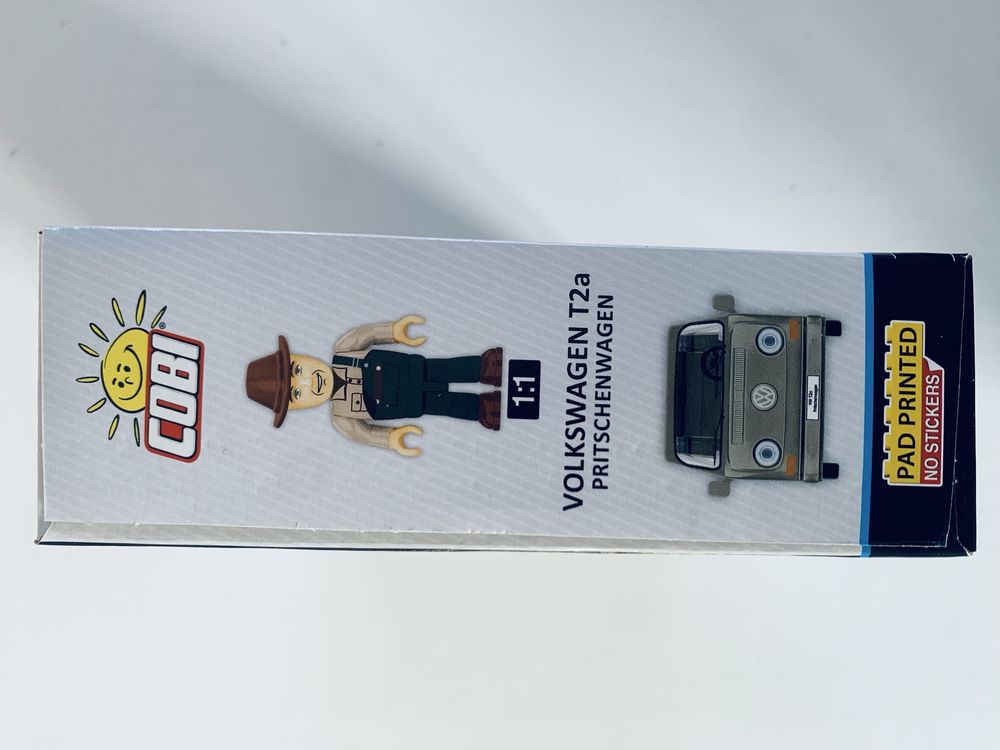 COBI
®
1:1
VOLKSWAGEN T2a
PRITSCHENWAGEN
PAD PRINTED
NO STICKERS